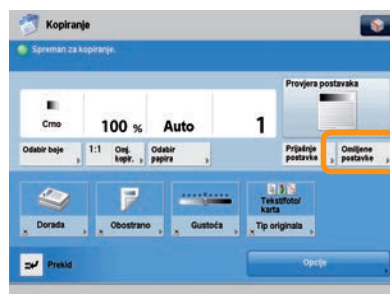 Kopiranje
Spreman za kopiranje.
Provjera postavaka
Crno
100 %
Auto
1
Odabir boje
1:1
Omj. kopir.
Odabir papira
Prijašnje postavke
Omiljene postavke
Dorada
Obostrano
Gustoća
Tekst/foto/
karta
Tip originala
Prekid
Opcije